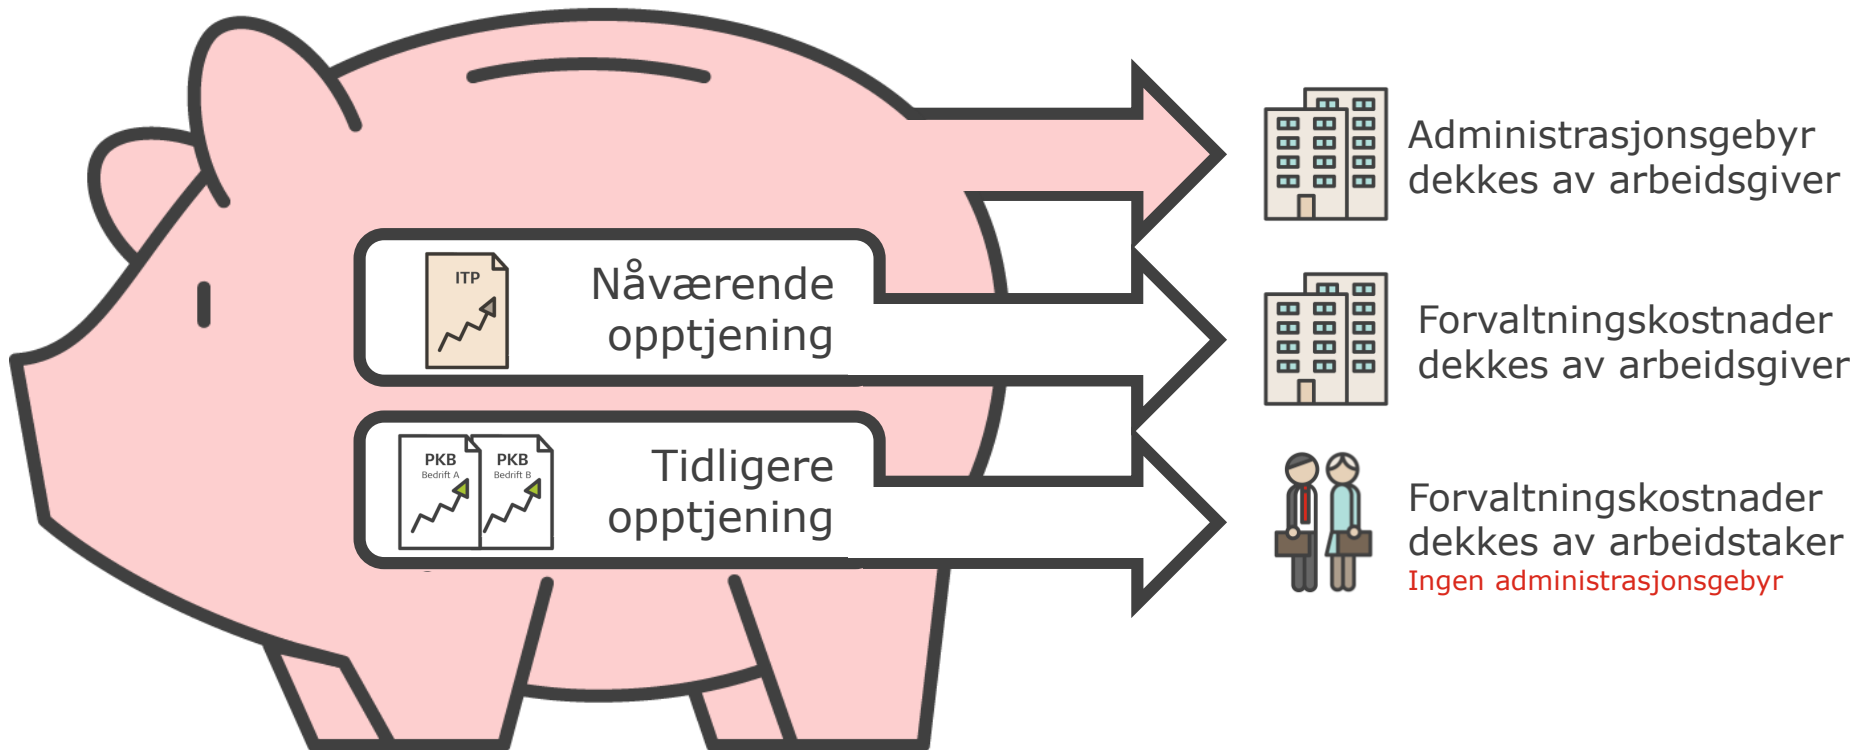 Administrasjonsgebyr
dekkes av arbeidsgiver
ITP
Nåværende
opptjening
Forvaltningskostnader
dekkes av arbeidsgiver
PKB
Bedrift A
PKB
Bedrift B
Tidligere
opptjening
Forvaltningskostnader
dekkes av arbeidstaker
Ingen administrasjonsgebyr